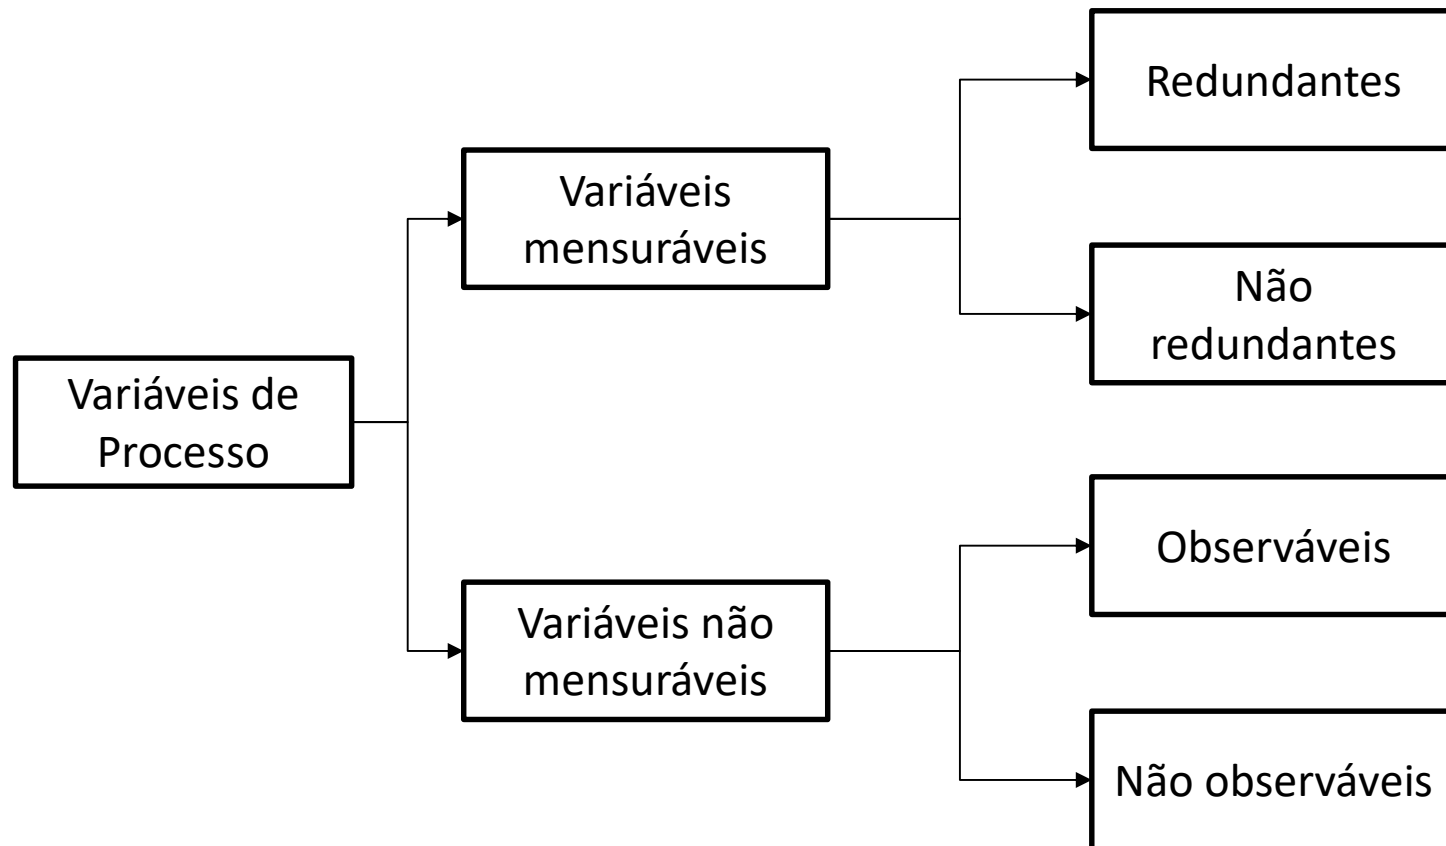 Redundantes
Variáveis
mensuráveis
Não
redundantes
Variáveis de
Processo
Observáveis
Variáveis não
mensuráveis
Não observáveis